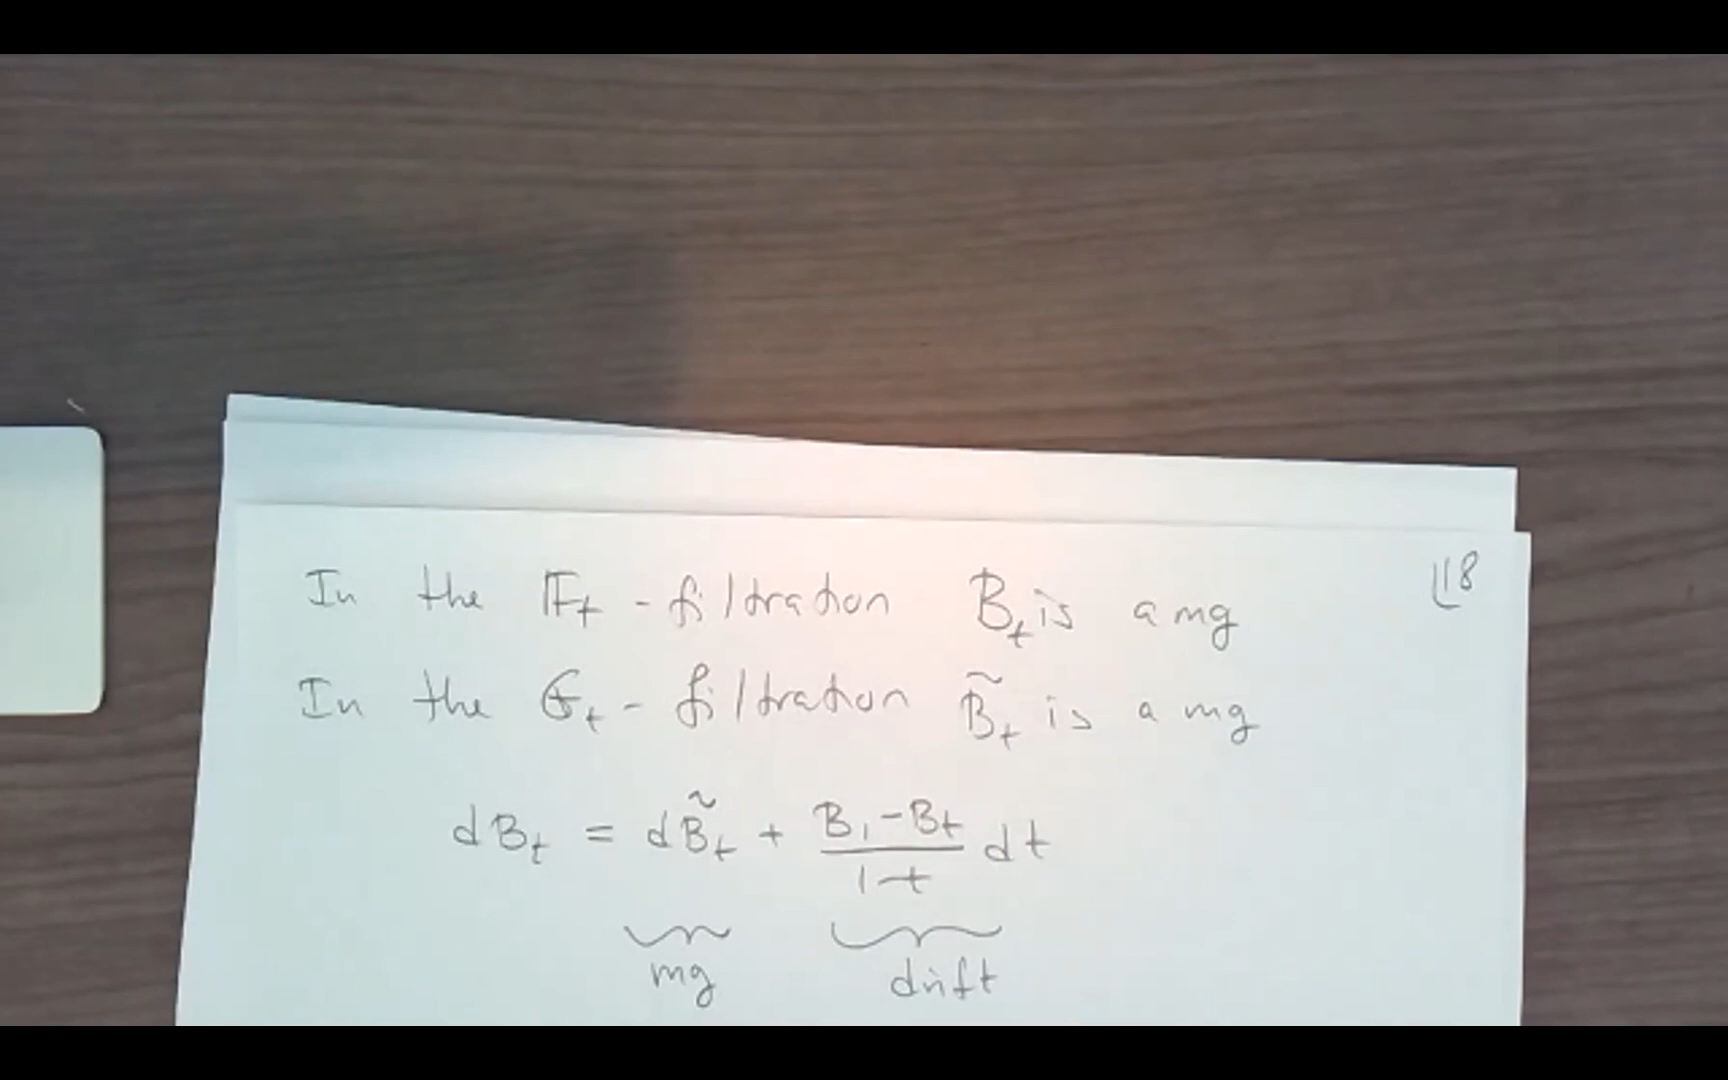 In the 𝔽t - filtration Bt is a mg
⌊18
In the Gt - filtration B̃t is a mg
dBt = dB̃t + (B1 - Bt)/(1-t) dt
mg drift